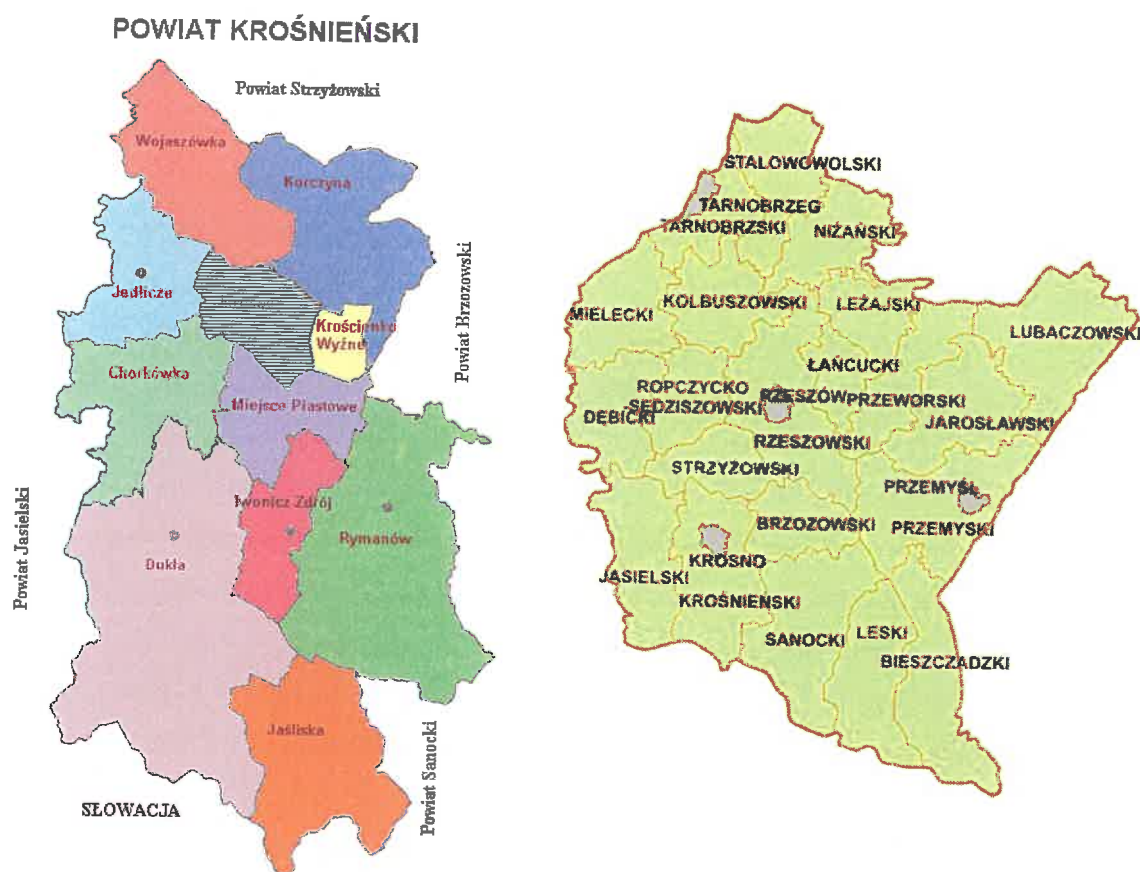 POWIAT KROŚNIEŃSKI
Powiat Strzyżowski
Wojaszówka
Korczyna
Jedlicze
Krościenko
Wyżne
Powiat Brzozowski
Chorkówka
Miejsce Piastowe
Iwonicz Zdrój
Rymanów
Dukla
Powiat Jasielski
Jaśliska
Powiat Sanocki
SŁOWACJA
STALOWOWOLSKI
TARNOBRZEG
TARNOBRZSKI
NIŻAŃSKI
KOLBUSZOWSKI
LEŻAJSKI
MIELECKI
LUBACZOWSKI
ŁAŃCUCKI
ROPCZYCKO
SĘDZISZOWSKI
RZESZÓW
PRZEWORSKI
DĘBICKI
JAROSŁAWSKI
RZESZOWSKI
STRZYŻOWSKI
PRZEMYŚL
BRZOZOWSKI
PRZEMYSKI
KROSNO
JASIELSKI
KROŚNIEŃSKI
SANOCKI
LESKI
BIESZCZADZKI